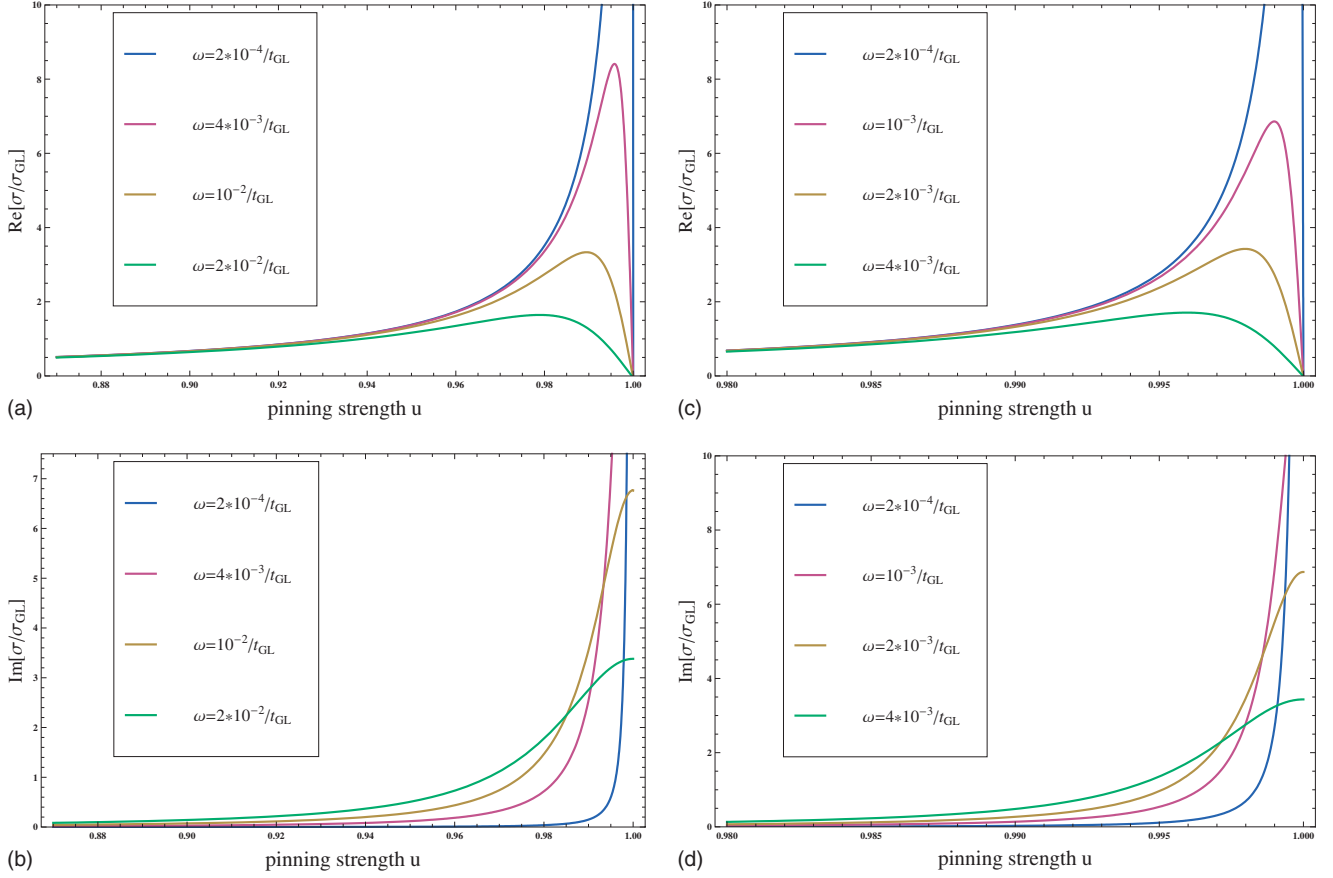 Re[σ/σGL]
10
8
6
4
2
0
ω=2*10−4/tGL
ω=4*10−3/tGL
ω=10−2/tGL
ω=2*10−2/tGL
0.88
0.90
0.92
0.94
0.96
0.98
1.00
(a)
pinning strength u
Re[σ/σGL]
10
8
6
4
2
0
ω=2*10−4/tGL
ω=10−3/tGL
ω=2*10−3/tGL
ω=4*10−3/tGL
0.980
0.985
0.990
0.995
1.000
(c)
pinning strength u
Im[σ/σGL]
7
6
5
4
3
2
1
0
ω=2*10−4/tGL
ω=4*10−3/tGL
ω=10−2/tGL
ω=2*10−2/tGL
0.88
0.90
0.92
0.94
0.96
0.98
1.00
(b)
pinning strength u
Im[σ/σGL]
10
8
6
4
2
0
ω=2*10−4/tGL
ω=10−3/tGL
ω=2*10−3/tGL
ω=4*10−3/tGL
0.980
0.985
0.990
0.995
1.000
(d)
pinning strength u